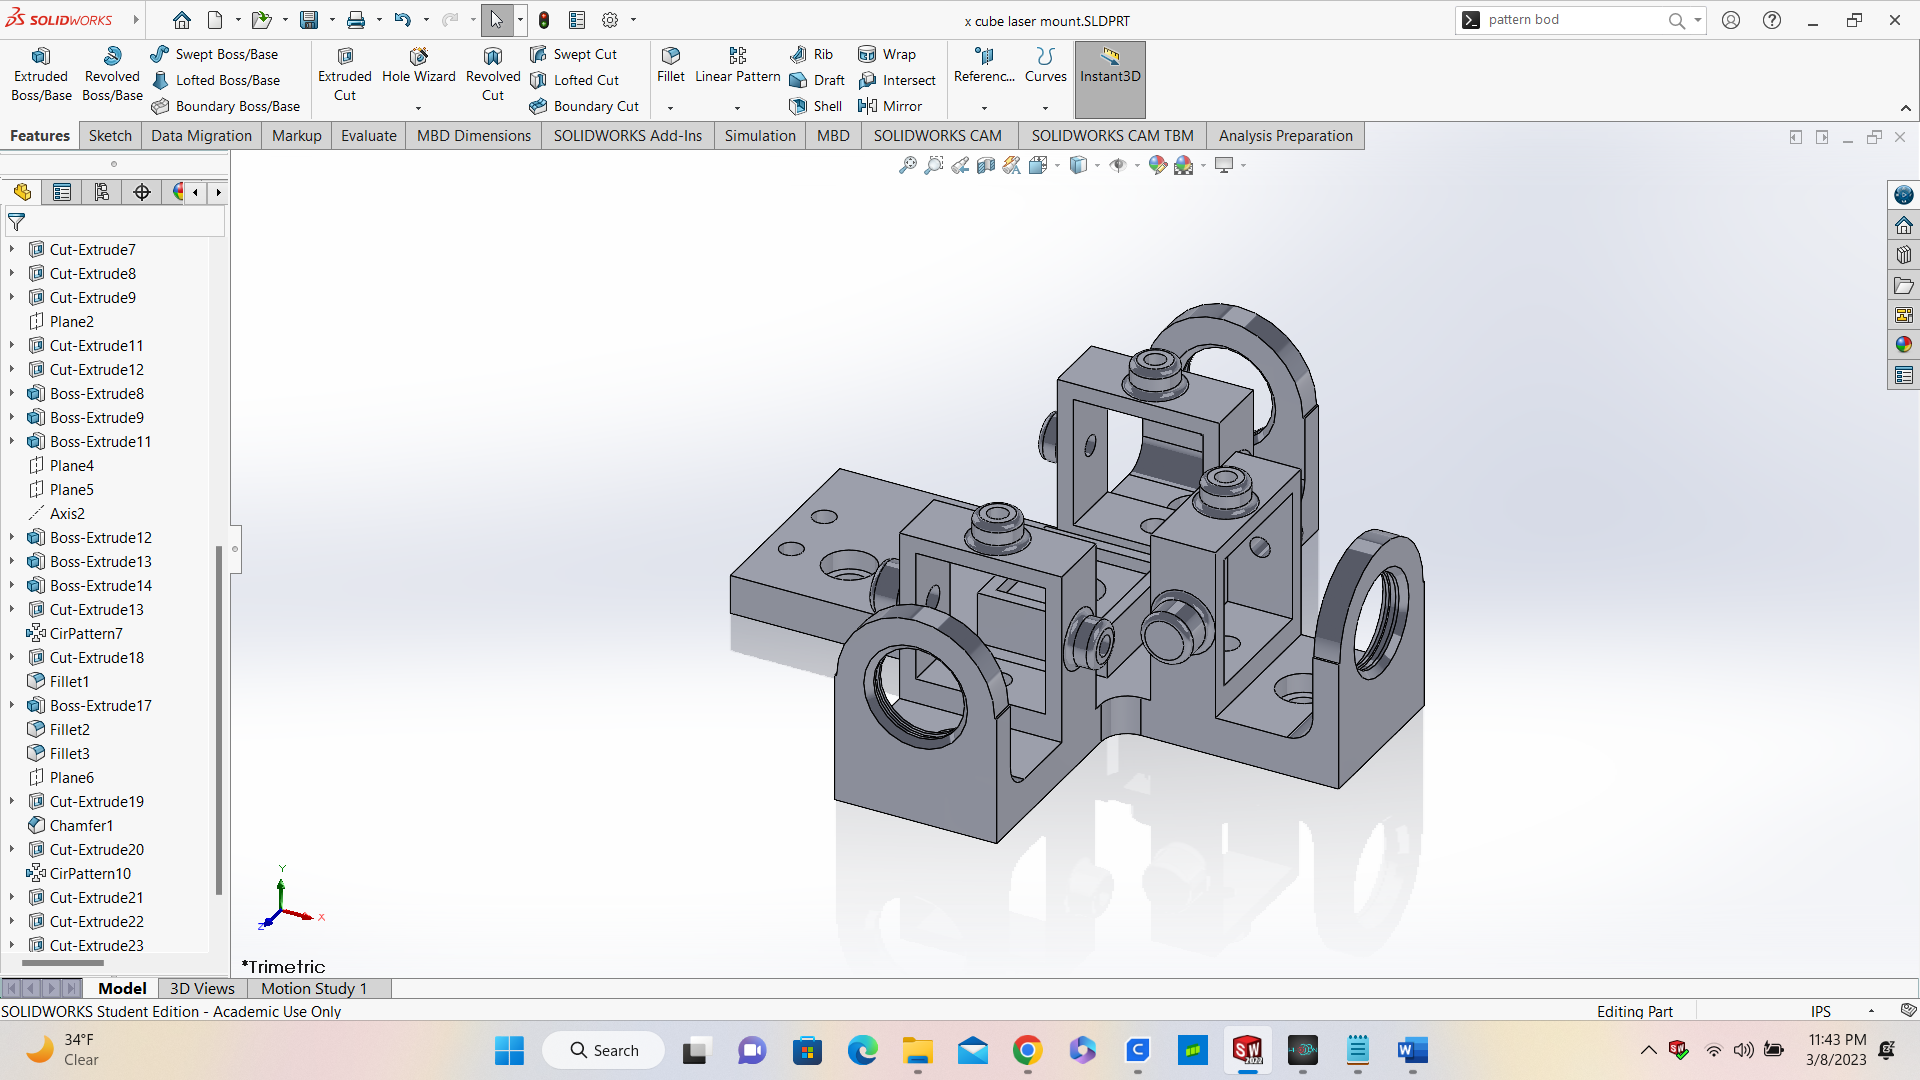 SOLIDWORKS
x cube laser mount.SLDPRT
pattern bod
Extruded Boss/Base
Revolved Boss/Base
Swept Boss/Base
Lofted Boss/Base
Boundary Boss/Base
Extruded Cut
Hole Wizard
Revolved Cut
Swept Cut
Lofted Cut
Boundary Cut
Fillet
Linear Pattern
Rib
Draft
Shell
Wrap
Intersect
Mirror
Referenc...
Curves
Instant3D
Features
Sketch
Data Migration
Markup
Evaluate
MBD Dimensions
SOLIDWORKS Add-Ins
Simulation
MBD
SOLIDWORKS CAM
SOLIDWORKS CAM TBM
Analysis Preparation
Cut-Extrude7
Cut-Extrude8
Cut-Extrude9
Plane2
Cut-Extrude11
Cut-Extrude12
Boss-Extrude8
Boss-Extrude9
Boss-Extrude11
Plane4
Plane5
Axis2
Boss-Extrude12
Boss-Extrude13
Boss-Extrude14
Cut-Extrude13
CirPattern7
Cut-Extrude18
Fillet1
Boss-Extrude17
Fillet2
Fillet3
Plane6
Cut-Extrude19
Chamfer1
Cut-Extrude20
CirPattern10
Cut-Extrude21
Cut-Extrude22
Cut-Extrude23
Y
X
Z
*Trimetric
Model
3D Views
Motion Study 1
SOLIDWORKS Student Edition - Academic Use Only
Editing Part
IPS
34°F
Clear
Search
SW
2022
W
11:43 PM
3/8/2023